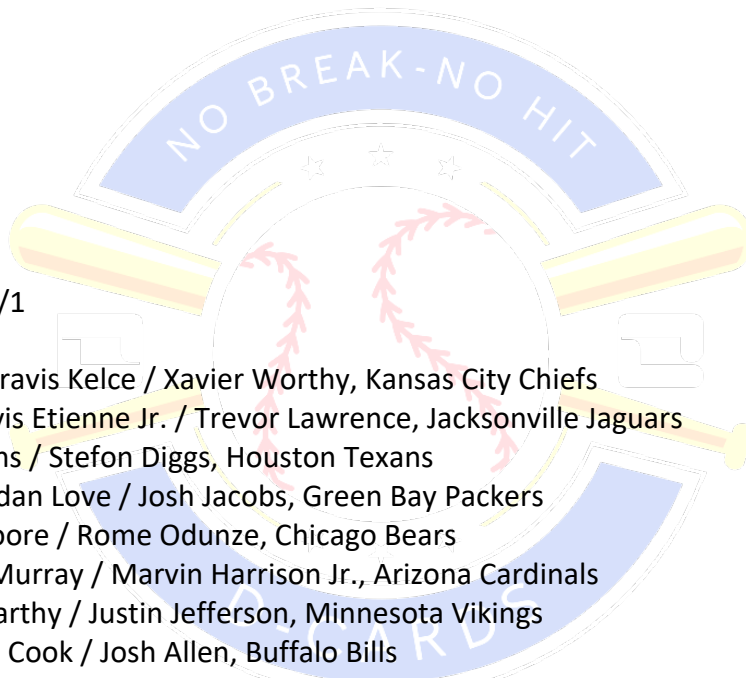 NO BREAK-NO HIT
/1
ravis Kelce / Xavier Worthy, Kansas City Chiefs
vis Etienne Jr. / Trevor Lawrence, Jacksonville Jaguars
ns / Stefon Diggs, Houston Texans
dan Love / Josh Jacobs, Green Bay Packers
oore / Rome Odunze, Chicago Bears
Murray / Marvin Harrison Jr., Arizona Cardinals
arthy / Justin Jefferson, Minnesota Vikings
Cook / Josh Allen, Buffalo Bills
D-CARDS